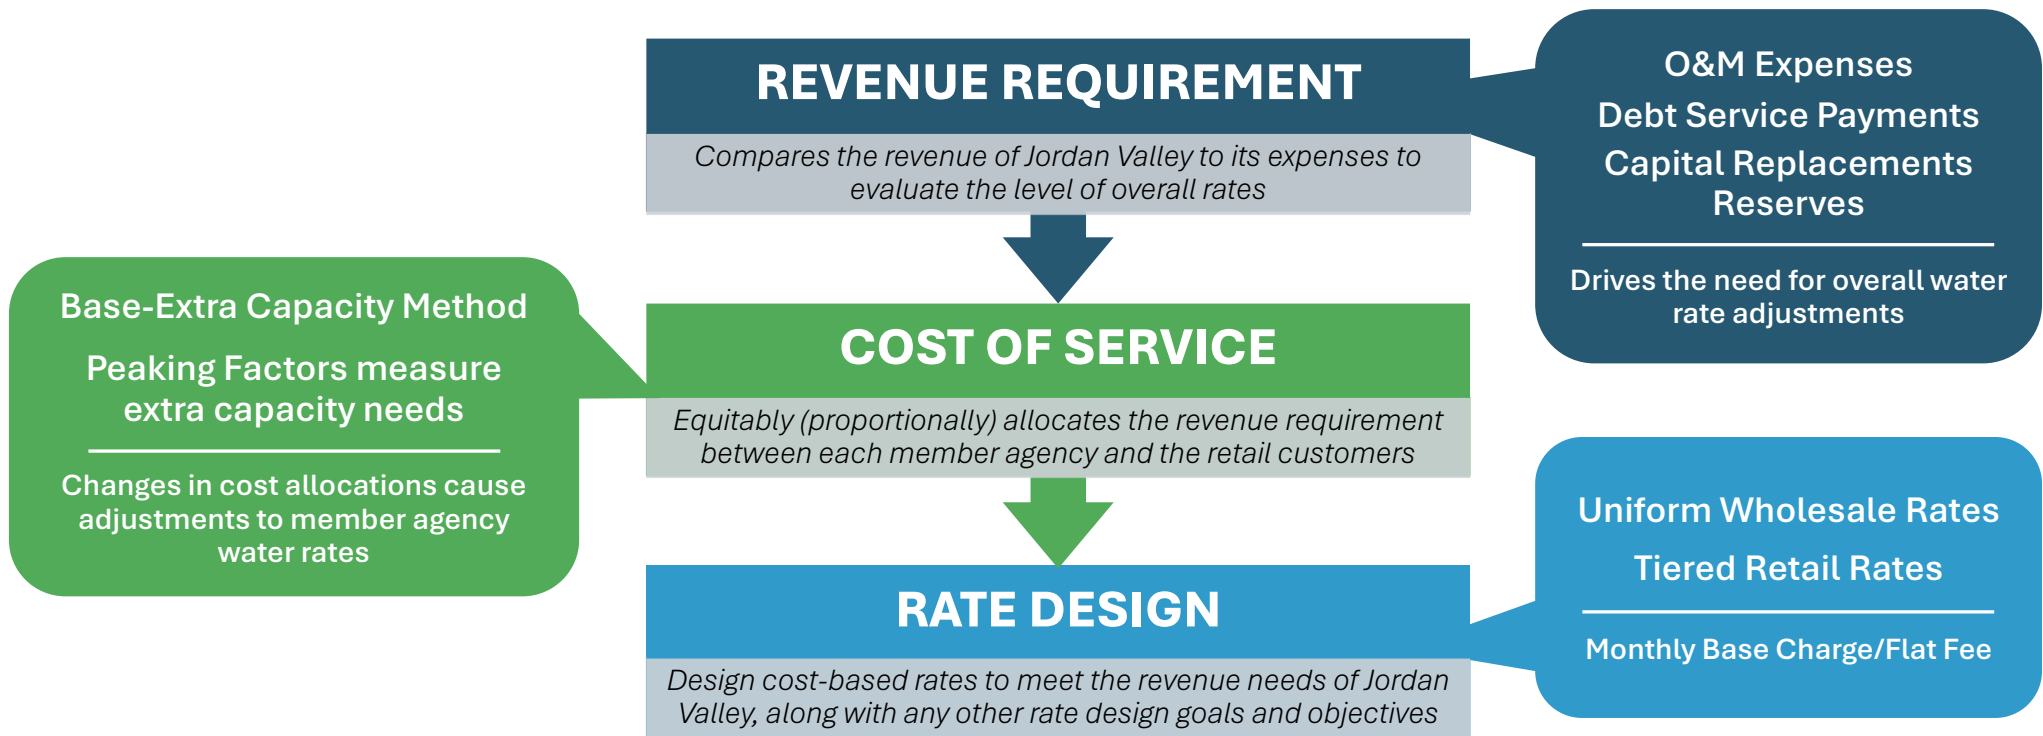 REVENUE REQUIREMENT
Compares the revenue of Jordan Valley to its expenses to
evaluate the level of overall rates
O&M Expenses
Debt Service Payments
Capital Replacements
Reserves
Drives the need for overall water
rate adjustments
Base-Extra Capacity Method
Peaking Factors measure
extra capacity needs
Changes in cost allocations cause
adjustments to member agency
water rates
COST OF SERVICE
Equitably (proportionally) allocates the revenue requirement
between each member agency and the retail customers
RATE DESIGN
Design cost-based rates to meet the revenue needs of Jordan
Valley, along with any other rate design goals and objectives
Uniform Wholesale Rates
Tiered Retail Rates
Monthly Base Charge/Flat Fee